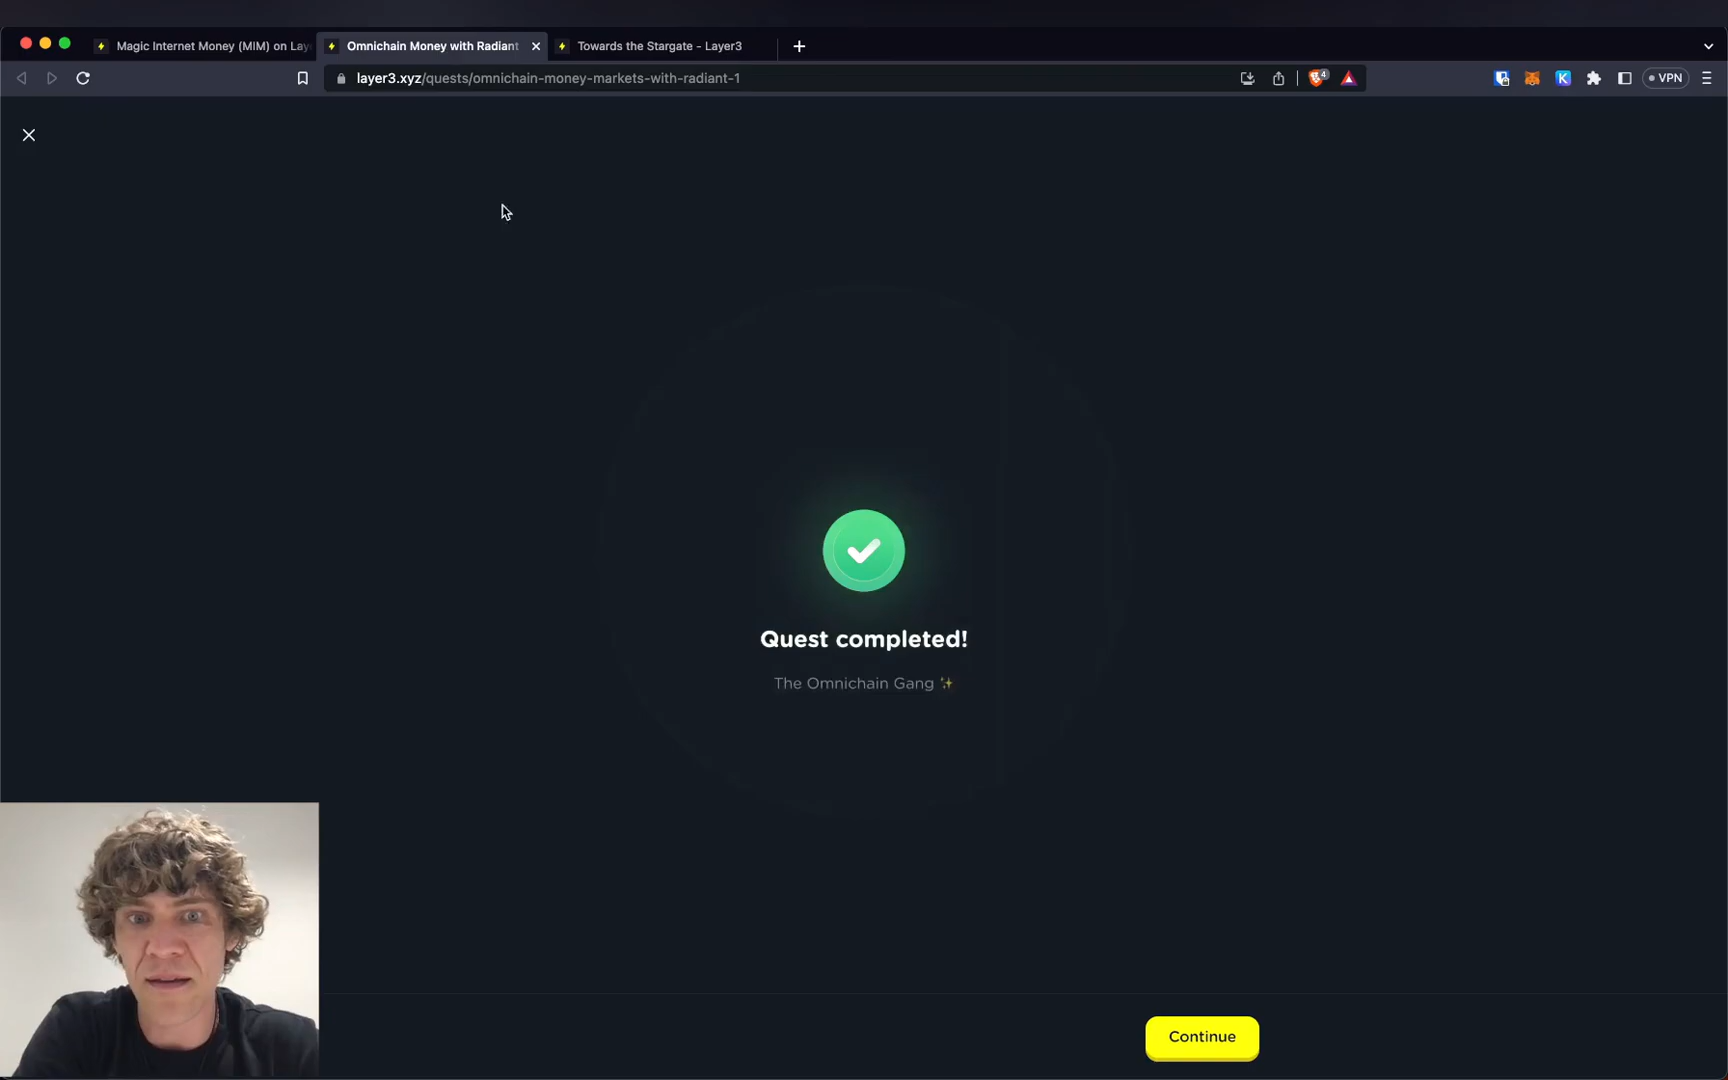 Magic Internet Money (MIM) on Lay
Omnichain Money with Radiant
Towards the Stargate - Layer3
layer3.xyz/quests/omnichain-money-markets-with-radiant-1
4
K
VPN
Quest completed!
The Omnichain Gang ✨
Continue